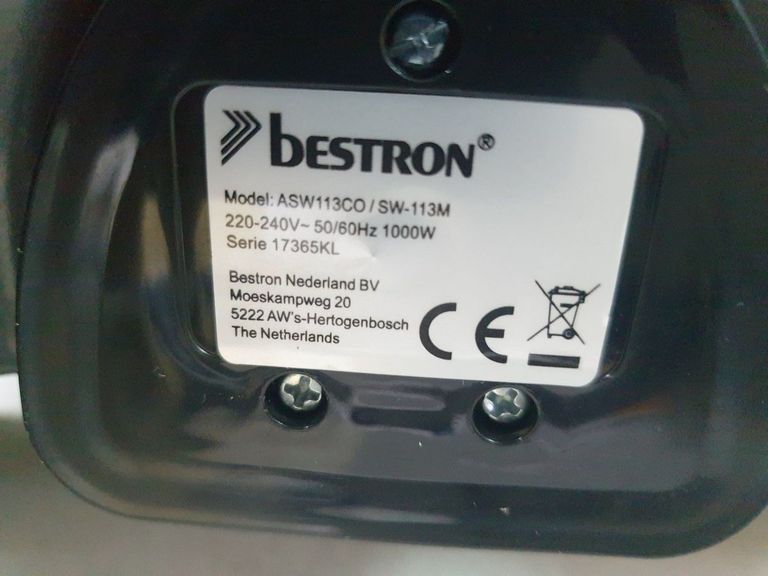 bESTRON®
Model: ASW113CO / SW-113M
220-240V~ 50/60Hz 1000W
Serie 17365KL
Bestron Nederland BV
Moeskampweg 20
5222 AW's-Hertogenbosch
The Netherlands
CE